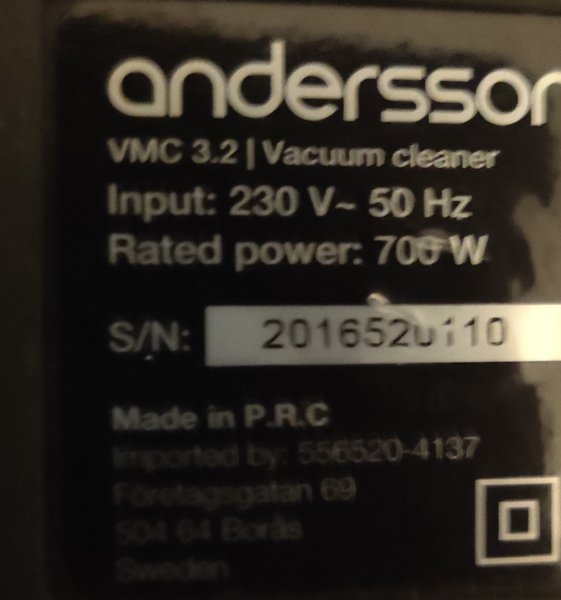 andersson
VMC 3.2 | Vacuum cleaner
Input: 230 V~ 50 Hz
Rated power: 700 W
S/N: 2016520110
Made in P.R.C
Imported by: 556520-4137
Företagsgatan 69
504 64 Borås
Sweden